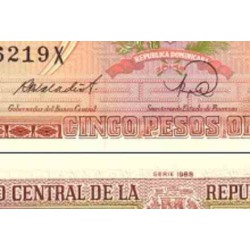 6219X
REPUBLICA DOMINICANA
Gobernador del Banco Central
Secretario de Estado de Finanzas
CINCO PESOS O
SERIE 1988
O CENTRAL DE LA REPU